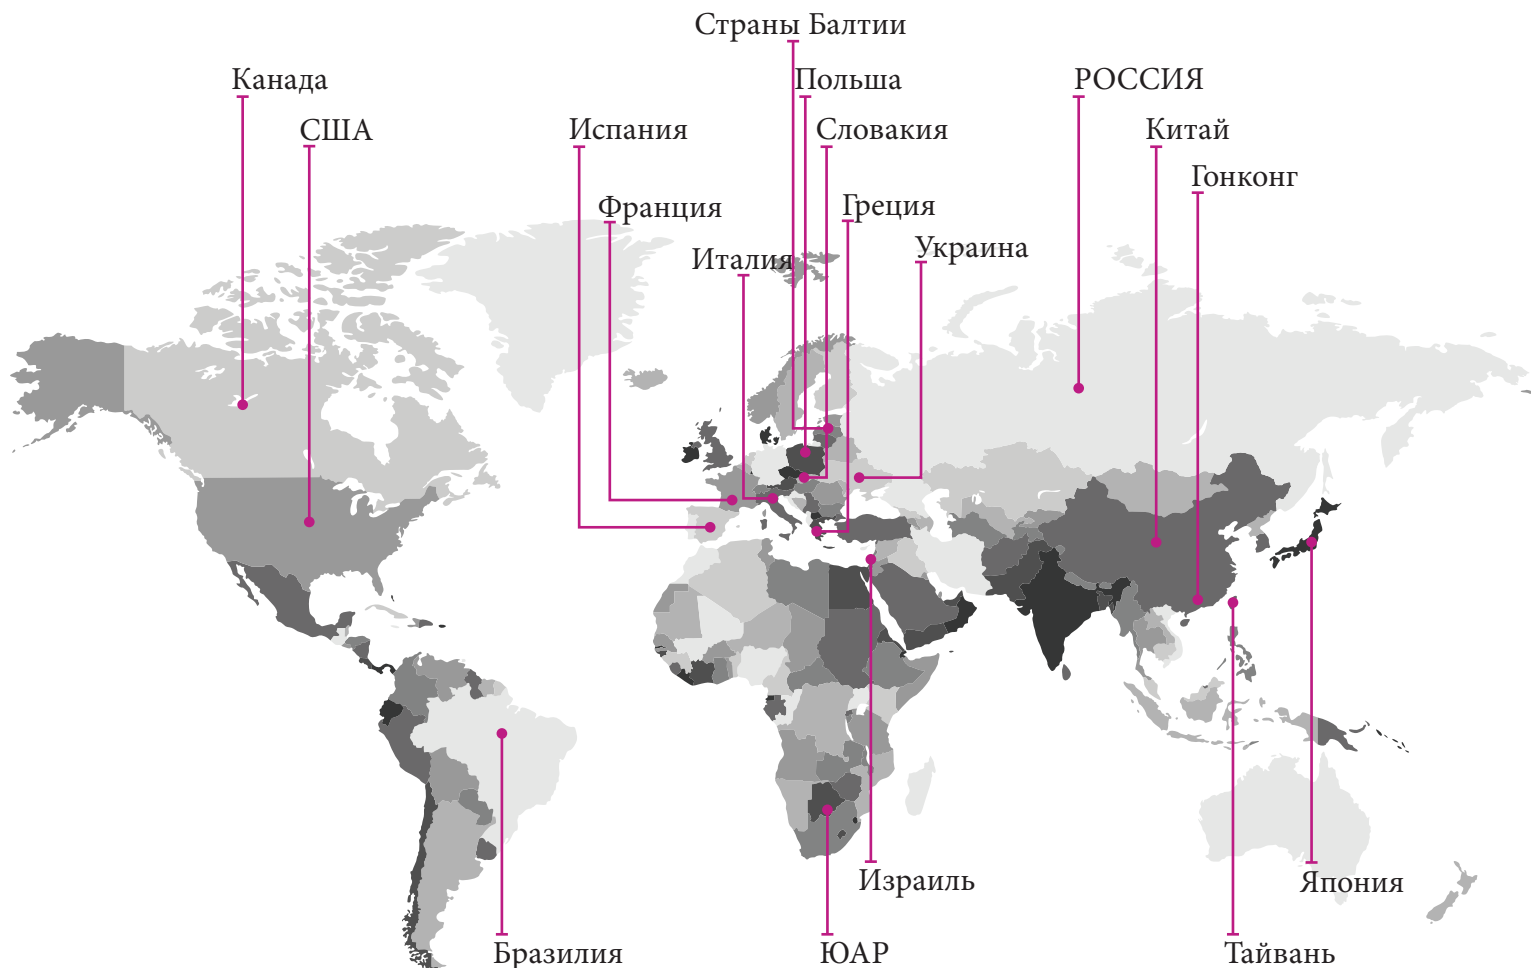 Страны Балтии
Канада
Польша
РОССИЯ
США
Испания
Словакия
Китай
Гонконг
Франция
Греция
Италия
Украина
Израиль
Япония
Бразилия
ЮАР
Тайвань